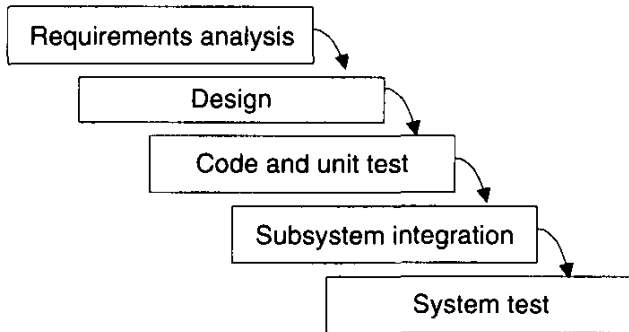 Requirements analysis
Design
Code and unit test
Subsystem integration
System test